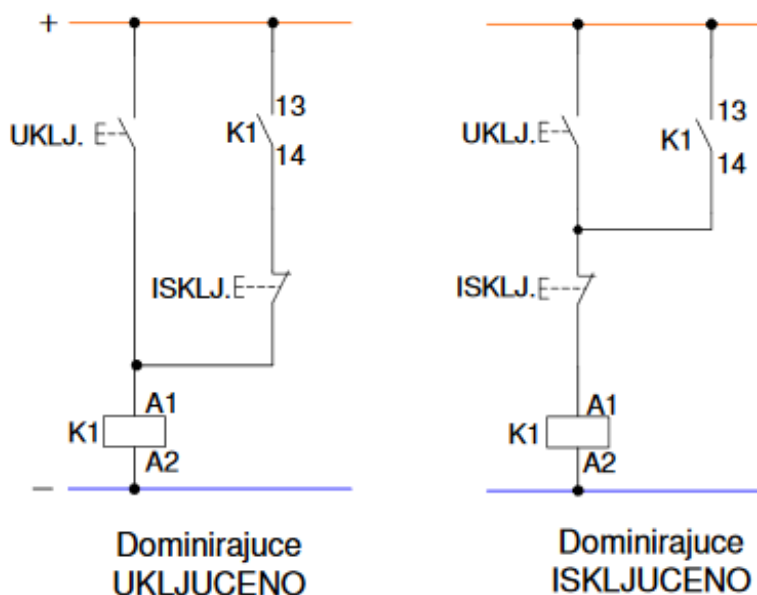 +
UKLJ.
K1
13
14
ISKLJ.
K1
A1
A2
−
Dominirajuce
UKLJUCENO
UKLJ.
K1
13
14
ISKLJ.
K1
A1
A2
Dominirajuce
ISKLJUCENO